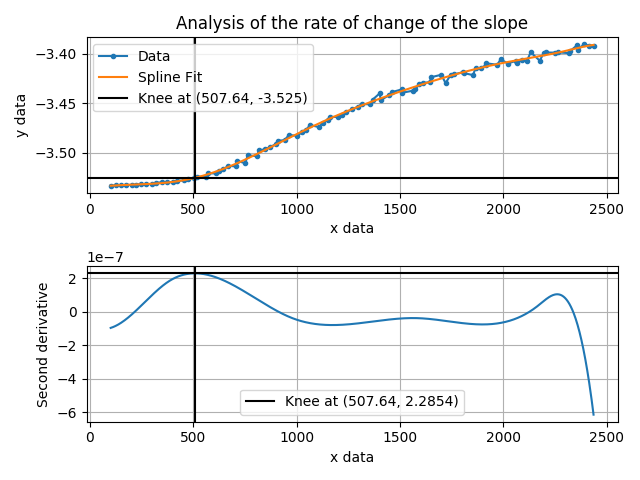 Analysis of the rate of change of the slope
−3.40
−3.45
−3.50
y data
Data
Spline Fit
Knee at (507.64, -3.525)
0
500
1000
1500
2000
2500
x data
1e−7
2
0
−2
−4
−6
Second derivative
Knee at (507.64, 2.2854)
0
500
1000
1500
2000
2500
x data